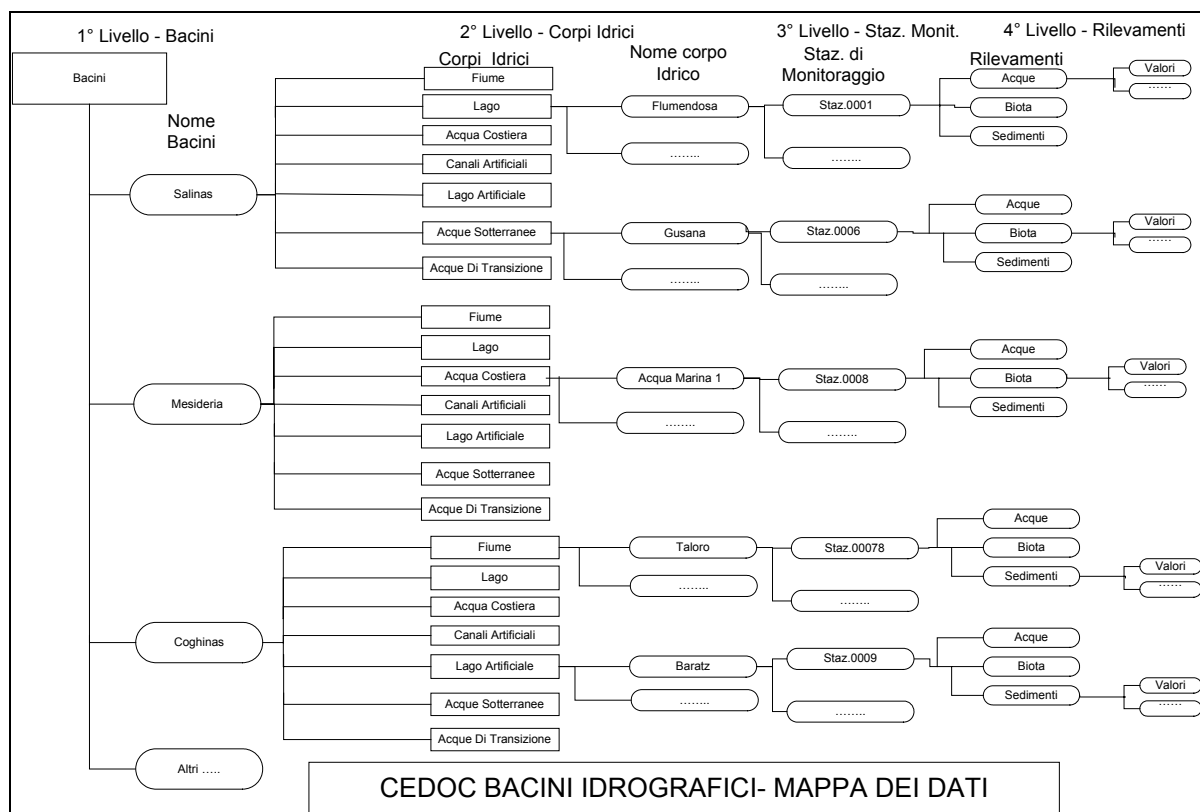 1° Livello - Bacini
2° Livello - Corpi Idrici
3° Livello - Staz. Monit.
4° Livello - Rilevamenti
Bacini
Nome
Bacini
Corpi Idrici
Nome corpo
Idrico
Staz. di
Monitoraggio
Rilevamenti
Salinas
Fiume
Lago
Acqua Costiera
Canali Artificiali
Lago Artificiale
Acque Sotterranee
Acque Di Transizione
Flumendosa
……..
Staz.0001
……..
Acque
Biota
Sedimenti
Valori
……
Gusana
……..
Staz.0006
……..
Acque
Biota
Sedimenti
Valori
……
Mesideria
Fiume
Lago
Acqua Costiera
Canali Artificiali
Lago Artificiale
Acque Sotterranee
Acque Di Transizione
Acqua Marina 1
……..
Staz.0008
……..
Acque
Biota
Sedimenti
Valori
……
Coghinas
Fiume
Lago
Acqua Costiera
Canali Artificiali
Lago Artificiale
Acque Sotterranee
Acque Di Transizione
Taloro
……..
Staz.00078
……..
Acque
Biota
Sedimenti
Valori
……
Baratz
……..
Staz.0009
……..
Acque
Biota
Sedimenti
Valori
……
Altri …..
CEDOC BACINI IDROGRAFICI- MAPPA DEI DATI